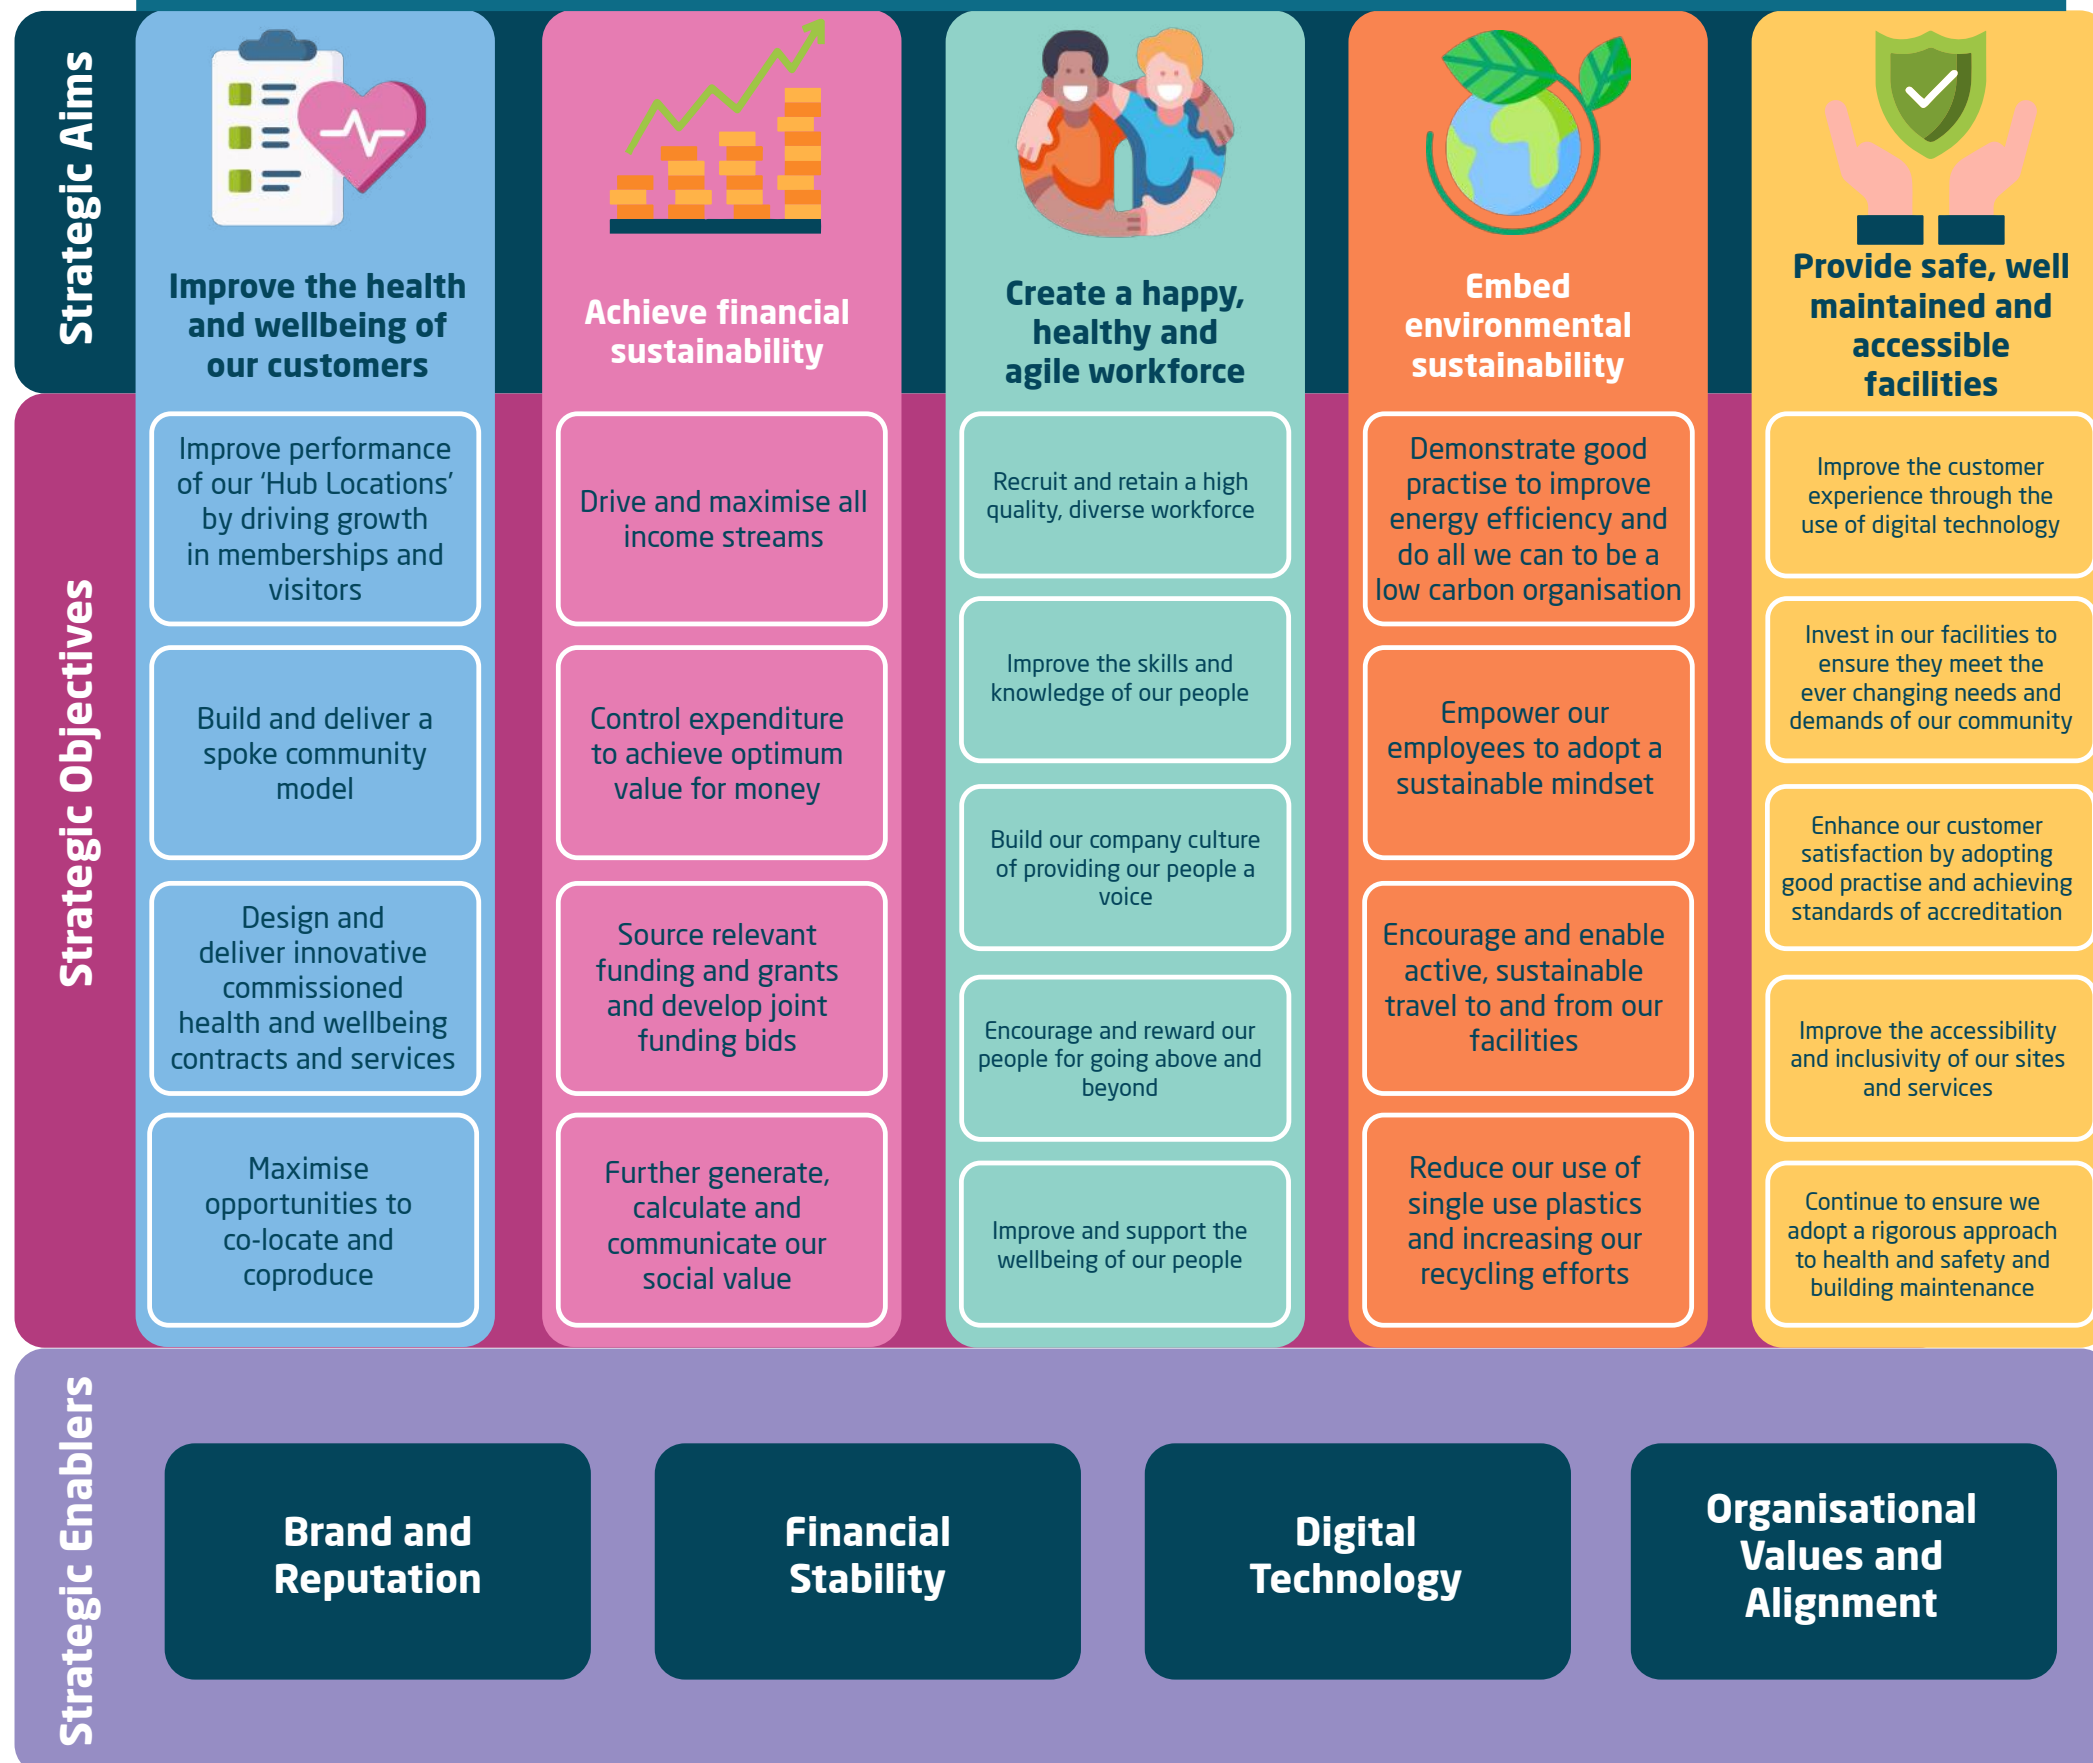 Strategic Aims
Improve the health
and wellbeing of
our customers
Achieve financial
sustainability
Create a happy,
healthy and
agile workforce
Embed
environmental
sustainability
Provide safe, well
maintained and
accessible
facilities
Strategic Objectives
Improve performance
of our ‘Hub Locations’
by driving growth
in memberships and
visitors
Build and deliver a
spoke community
model
Design and
deliver innovative
commissioned
health and wellbeing
contracts and services
Maximise
opportunities to
co-locate and
coproduce
Drive and maximise all
income streams
Control expenditure
to achieve optimum
value for money
Source relevant
funding and grants
and develop joint
funding bids
Further generate,
calculate and
communicate our
social value
Recruit and retain a high
quality, diverse workforce
Improve the skills and
knowledge of our people
Build our company culture
of providing our people a
voice
Encourage and reward our
people for going above and
beyond
Improve and support the
wellbeing of our people
Demonstrate good
practise to improve
energy efficiency and
do all we can to be a
low carbon organisation
Empower our
employees to adopt a
sustainable mindset
Encourage and enable
active, sustainable
travel to and from our
facilities
Reduce our use of
single use plastics
and increasing our
recycling efforts
Improve the customer
experience through the
use of digital technology
Invest in our facilities to
ensure they meet the
ever changing needs and
demands of our community
Enhance our customer
satisfaction by adopting
good practise and achieving
standards of accreditation
Improve the accessibility
and inclusivity of our sites
and services
Continue to ensure we
adopt a rigorous approach
to health and safety and
building maintenance
Strategic Enablers
Brand and
Reputation
Financial
Stability
Digital
Technology
Organisational
Values and
Alignment